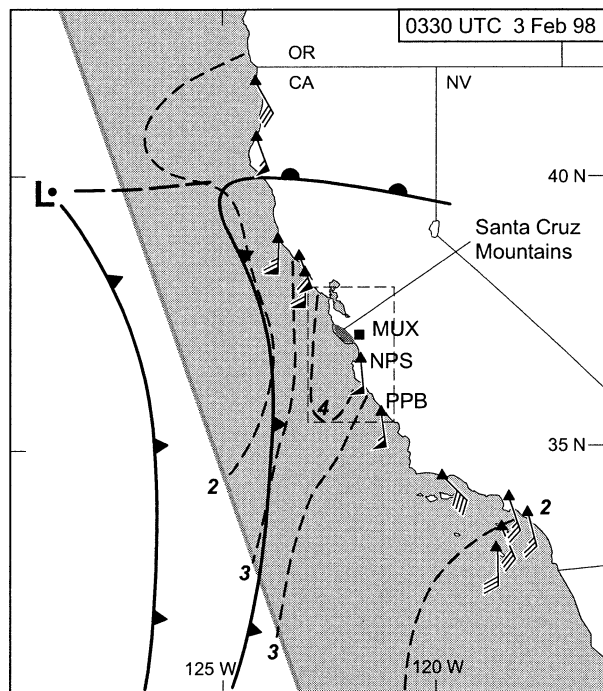 0330 UTC 3 Feb 98
OR
CA
NV
40 N
L
Santa Cruz
Mountains
MUX
NPS
4
PPB
35 N
2
2
3
3
125 W
120 W